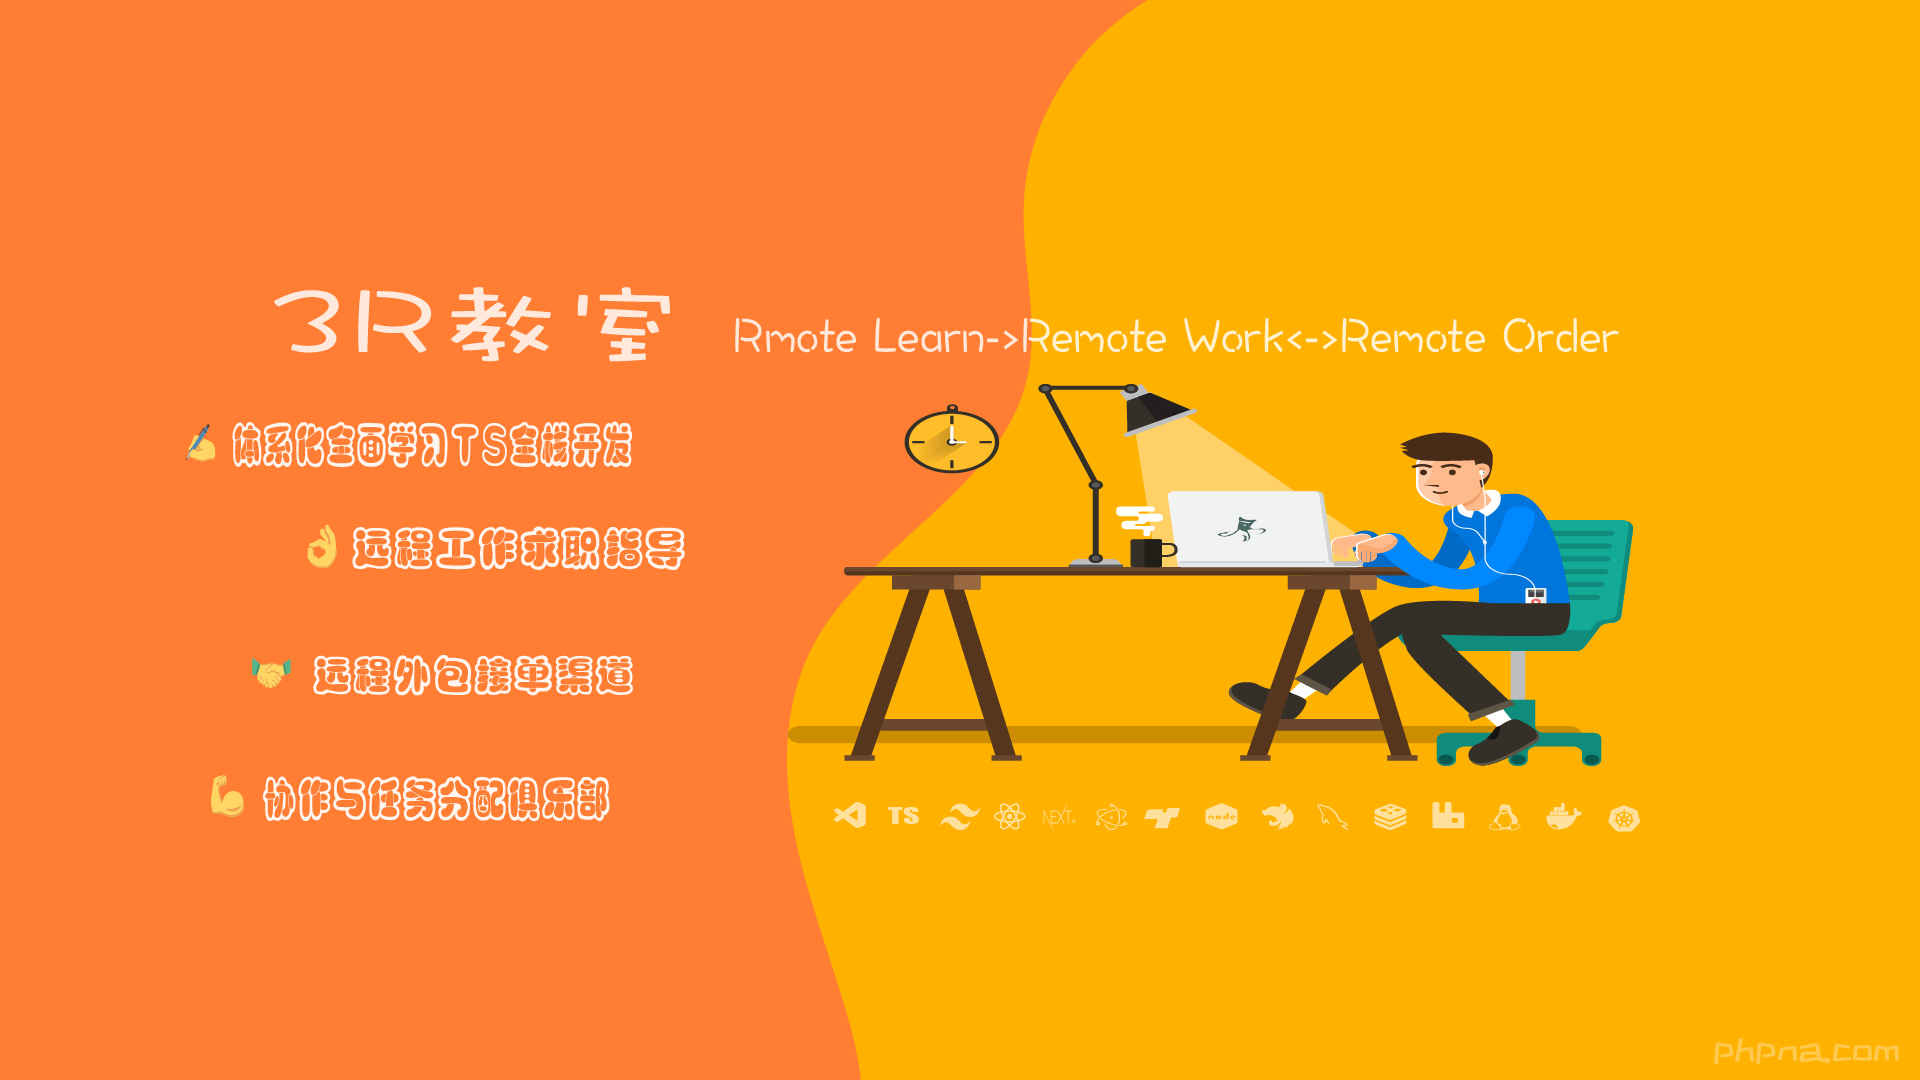 3R教室
Rmote Learn->Remote Work<->Remote Order
✍体系化全面学习TS全栈开发
👌远程工作求职指导
🤝远程外包接单渠道
💪协作与任务分配俱乐部
TS NEXT node
phpna.com